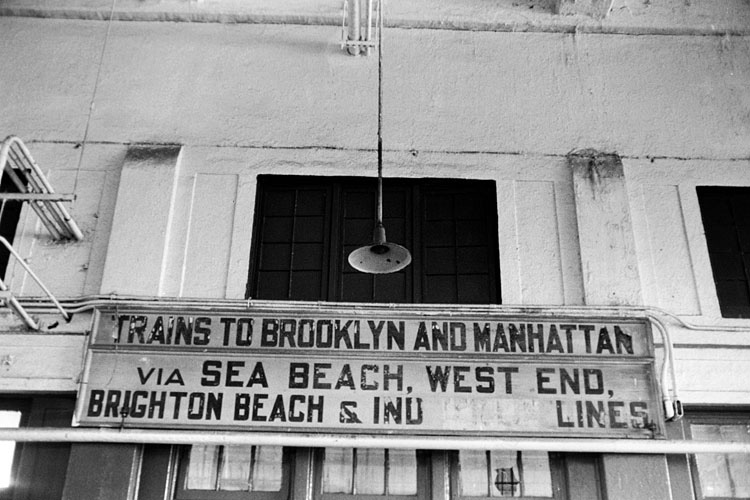 TRAINS TO BROOKLYN AND MANHATTAN
VIA SEA BEACH, WEST END,
BRIGHTON BEACH & IND LINES